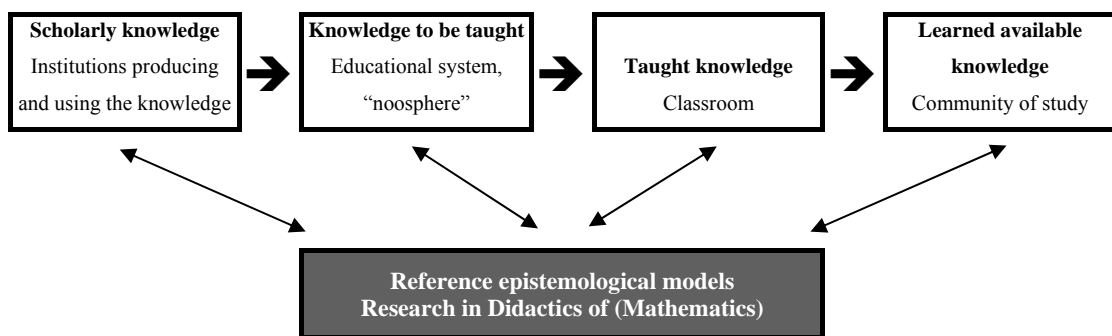 Scholarly knowledge
Institutions producing
and using the knowledge
Knowledge to be taught
Educational system,
“noosphere”
Taught knowledge
Classroom
Learned available
knowledge
Community of study
Reference epistemological models
Research in Didactics of (Mathematics)